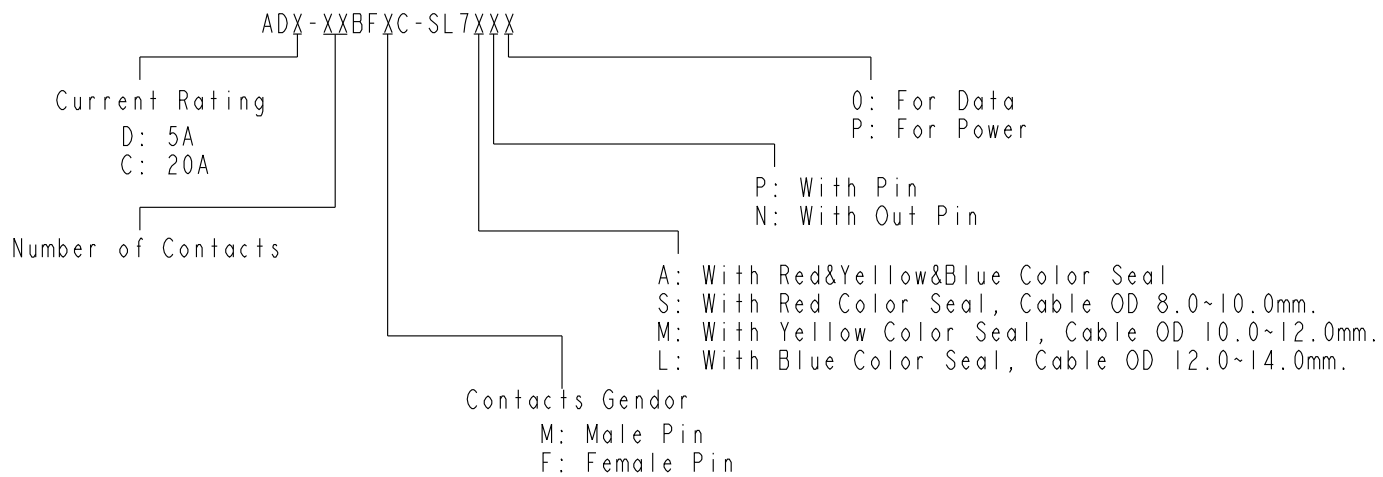 ADX-XXBFXC-SL7XXX
Current Rating
D: 5A
C: 20A
Number of Contacts
O: For Data
P: For Power
P: With Pin
N: With Out Pin
A: With Red&Yellow&Blue Color Seal
S: With Red Color Seal, Cable OD 8.0~10.0mm.
M: With Yellow Color Seal, Cable OD 10.0~12.0mm.
L: With Blue Color Seal, Cable OD 12.0~14.0mm.
Contacts Gendor
M: Male Pin
F: Female Pin